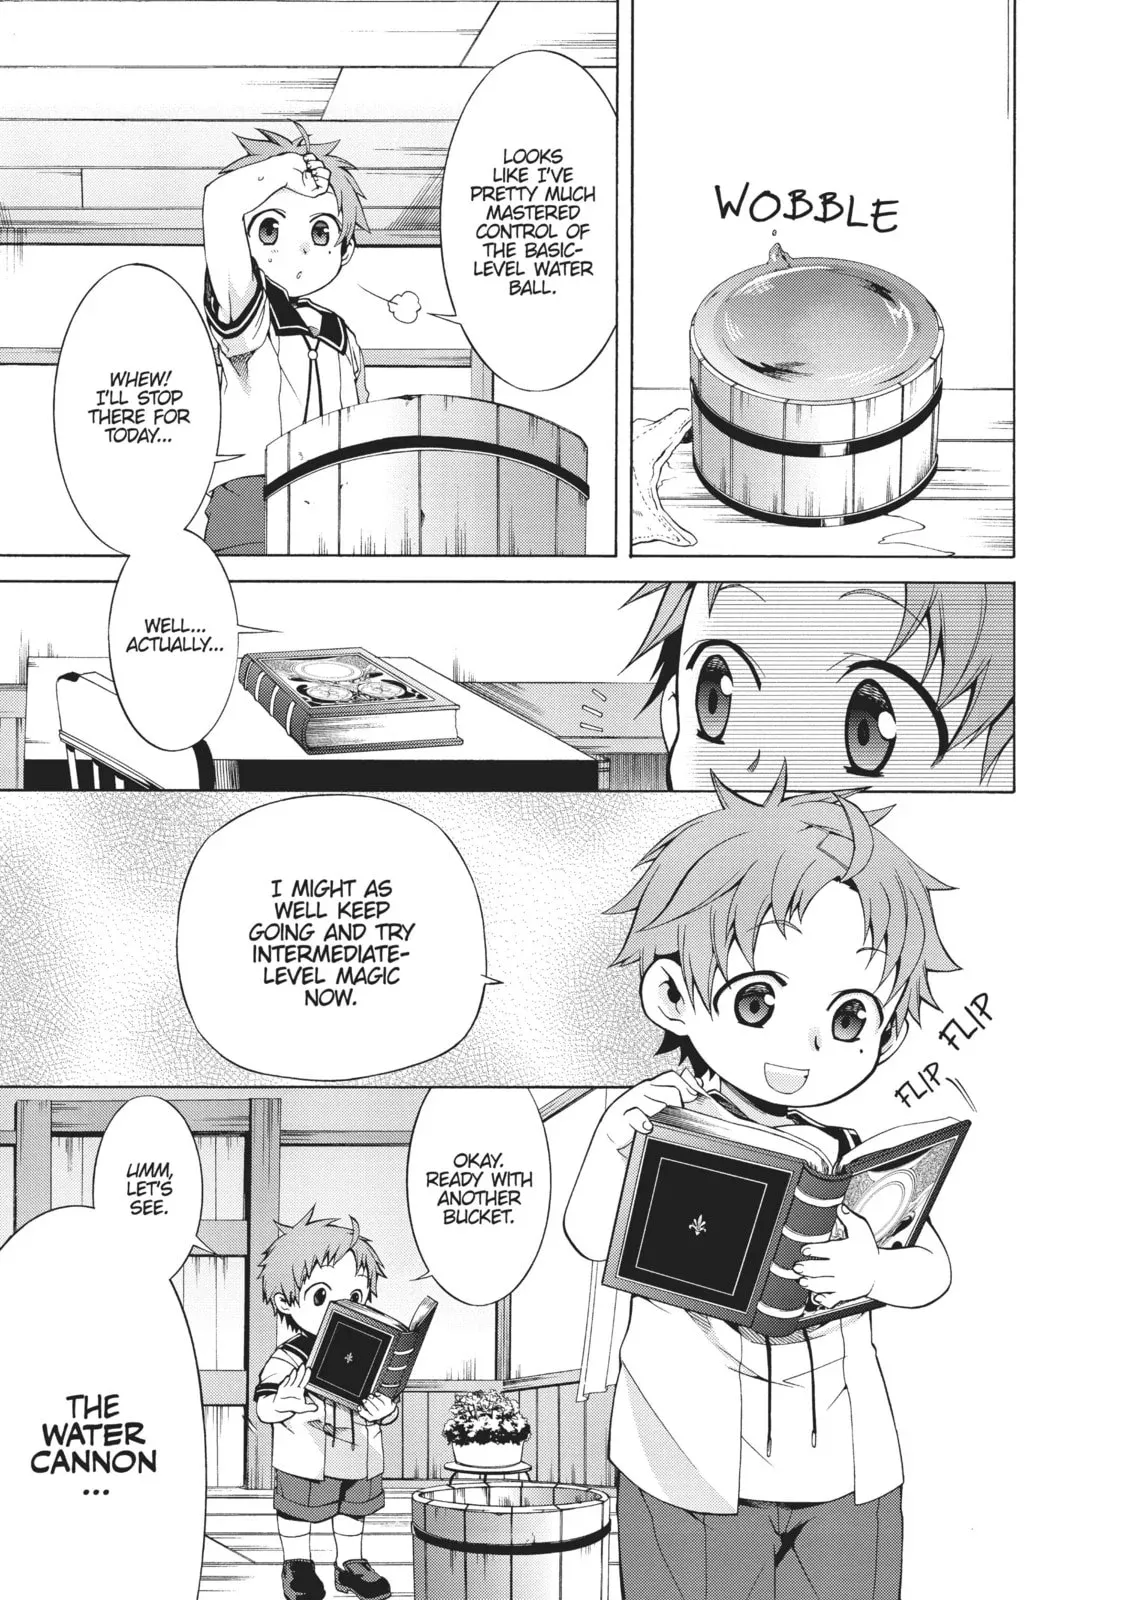 WOBBLE
LOOKS
LIKE I'VE
PRETTY MUCH
MASTERED
CONTROL
OF THE BASIC-
LEVEL WATER
BALL.
WHEW!
I'LL STOP
THERE FOR
TODAY...
WELL...
ACTUALLY...
I MIGHT AS
WELL KEEP
GOING AND TRY
INTERMEDIATE-
LEVEL MAGIC
NOW.
FLIP FLIP
OKAY.
READY WITH
ANOTHER
BUCKET.
UMM,
LET'S
SEE.
THE
WATER
CANNON
...